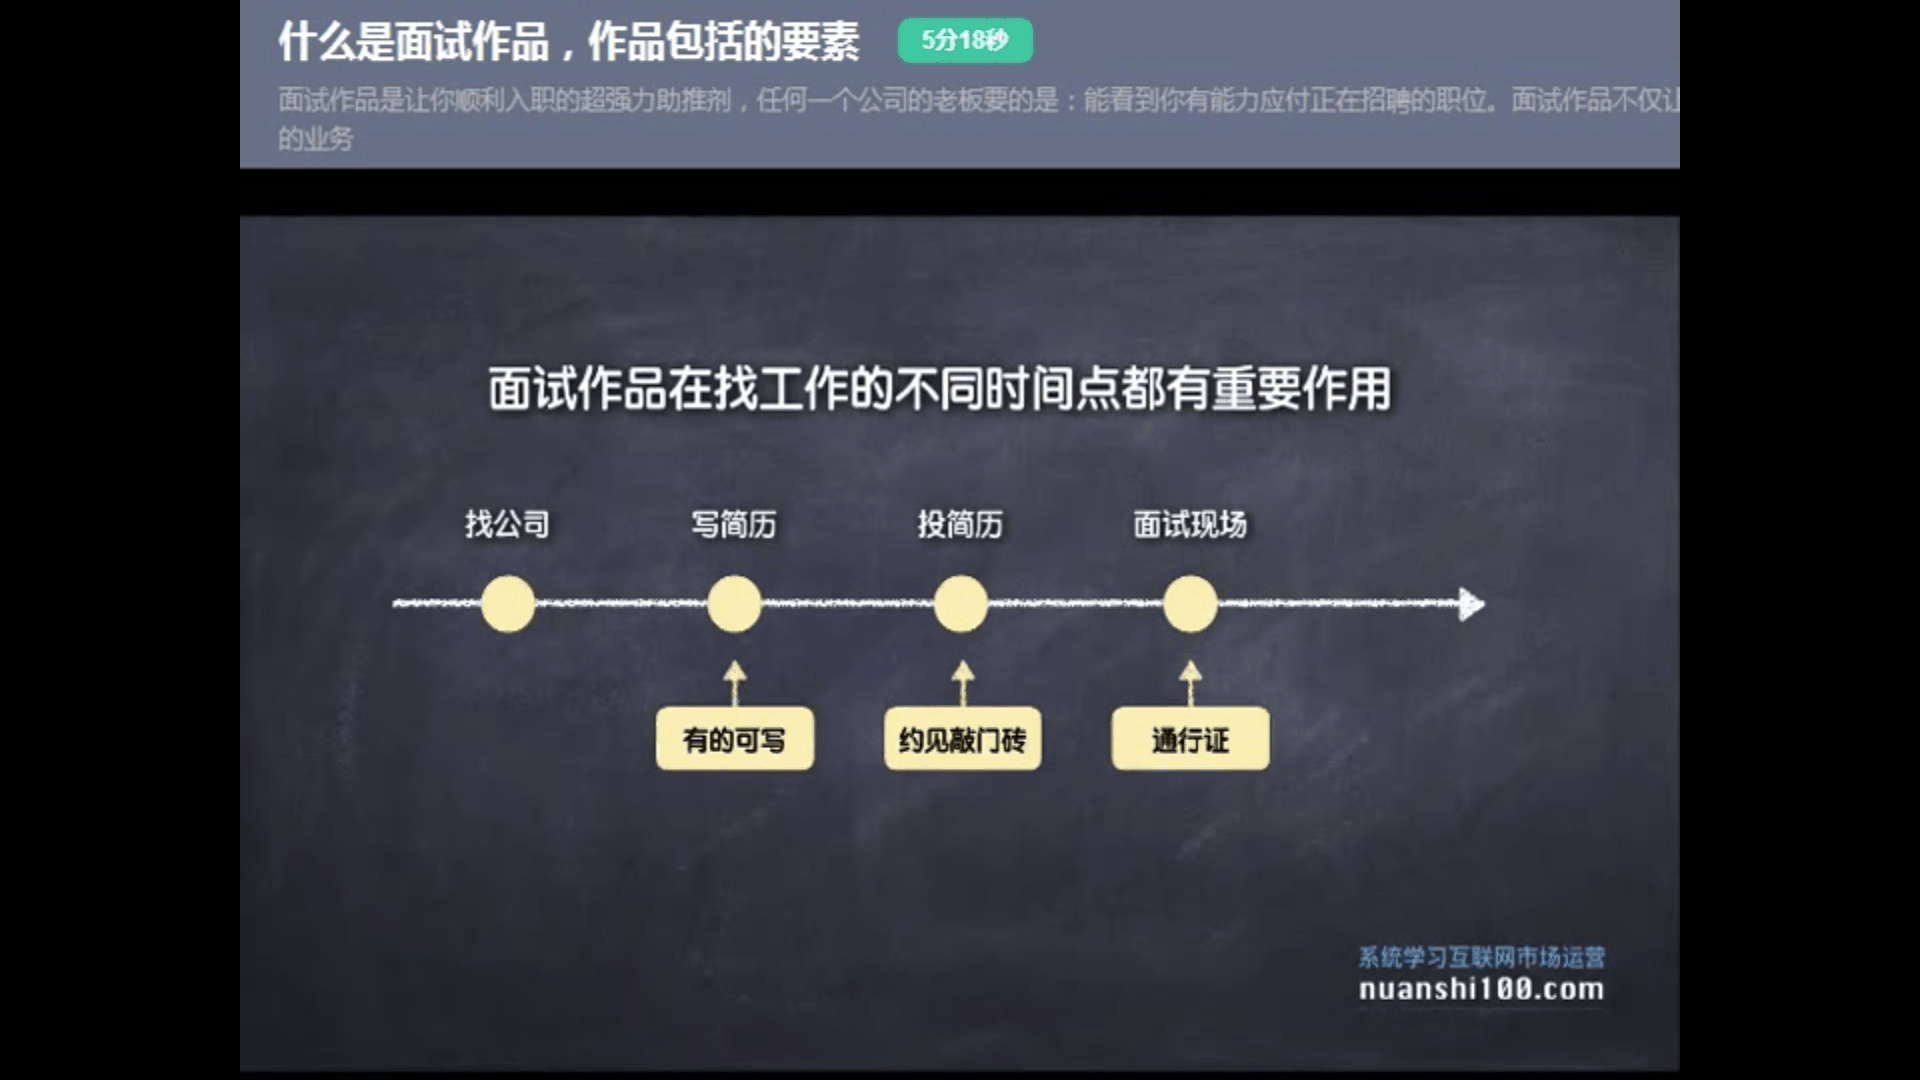 什么是面试作品，作品包括的要素 5分18秒
面试作品是让你顺利入职的超强力助推剂，任何一个公司的老板要的是：能看到你有能力应付正在招聘的职位。面试作品不仅让
的业务
面试作品在找工作的不同时间点都有重要作用
找公司 写简历 投简历 面试现场
有的可写 约见敲门砖 通行证
系统学习互联网市场运营
nuanshi100.com